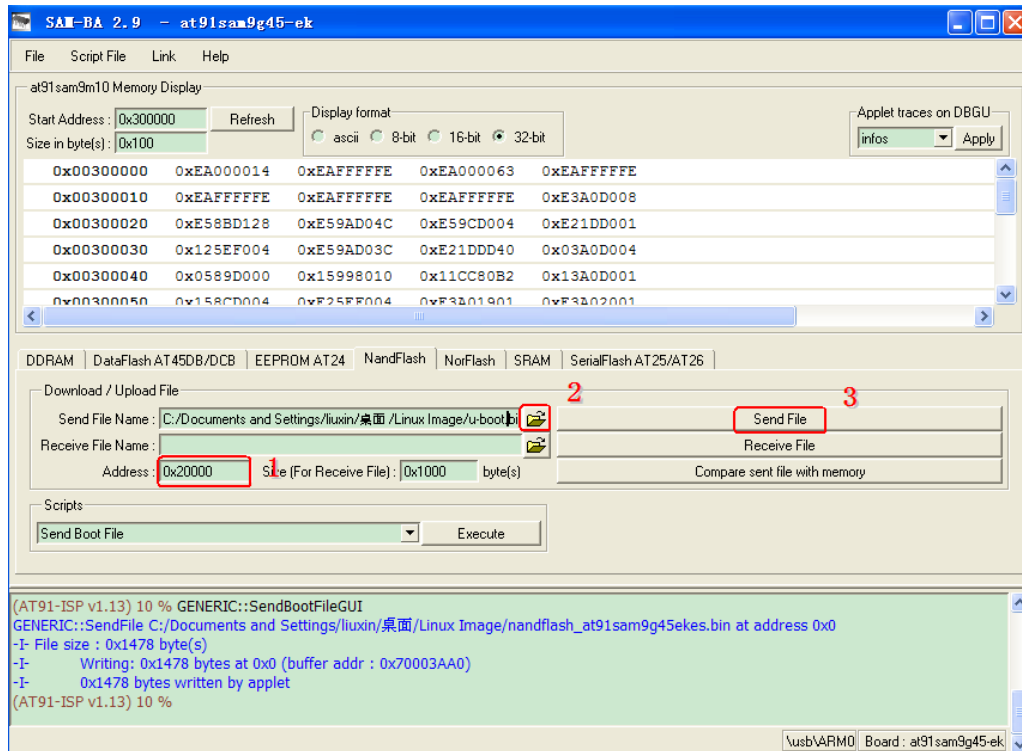 SAM-BA 2.9 - at91sam9g45-ek
File Script File Link Help
at91sam9m10 Memory Display
Start Address : 0x300000 Refresh
Size in byte(s) : 0x100
Display format
ascii 8-bit 16-bit 32-bit
Applet traces on DBGU
infos Apply
0x00300000 0xEA000014 0xEAFFFFFE 0xEA000063 0xEAFFFFFE
0x00300010 0xEAFFFFFE 0xEAFFFFFE 0xEAFFFFFE 0xE3A0D008
0x00300020 0xE58BD128 0xE59AD04C 0xE59CD004 0xE21DD001
0x00300030 0x125EF004 0xE59AD03C 0xE21DDD40 0x03A0D004
0x00300040 0x0589D000 0x15998010 0x11CC80B2 0x13A0D001
0x00300050 0x158CD004 0xE25EF004 0xE3A01901 0xE3A02001
DDRAM DataFlash AT45DB/DCB EEPROM AT24 NandFlash NorFlash SRAM SerialFlash AT25/AT26
Download / Upload File
2
3
Send File Name : C:/Documents and Settings/liuxin/桌面 /Linux Image/u-boot.bi Send File
Receive File Name : Receive File
Address : 0x20000 1 Size (For Receive File) : 0x1000 byte(s) Compare sent file with memory
Scripts
Send Boot File Execute
(AT91-ISP v1.13) 10 % GENERIC::SendBootFileGUI
GENERIC::SendFile C:/Documents and Settings/liuxin/桌面/Linux Image/nandflash_at91sam9g45ekes.bin at address 0x0
-I- File size : 0x1478 byte(s)
-I- Writing: 0x1478 bytes at 0x0 (buffer addr : 0x70003AA0)
-I- 0x1478 bytes written by applet
(AT91-ISP v1.13) 10 %
\usb\ARM0 Board : at91sam9g45-ek